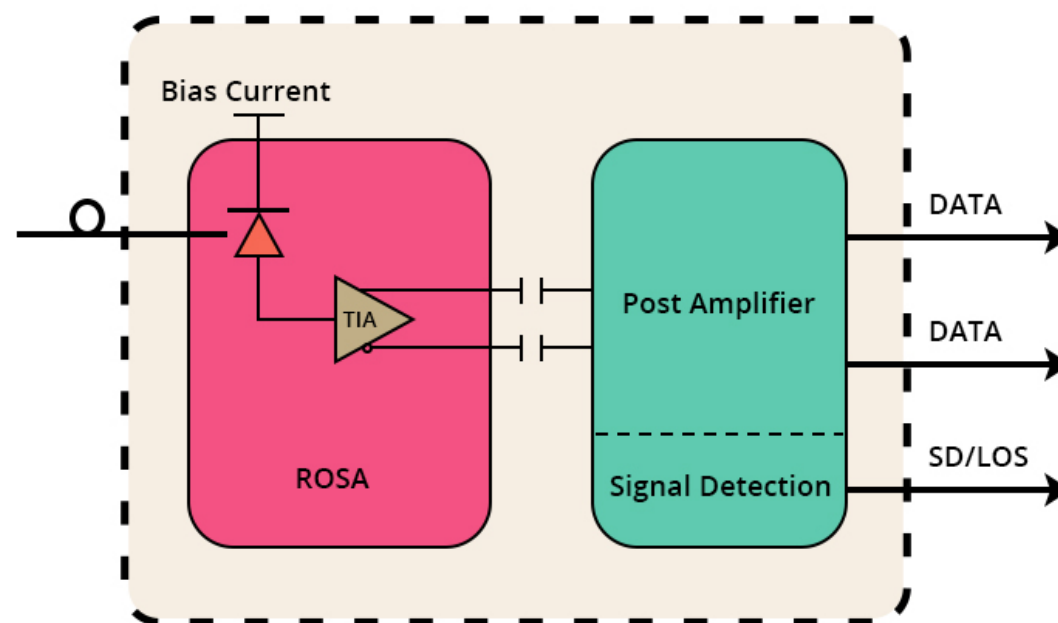 Bias Current
TIA
ROSA
Post Amplifier
Signal Detection
DATA
DATA
SD/LOS